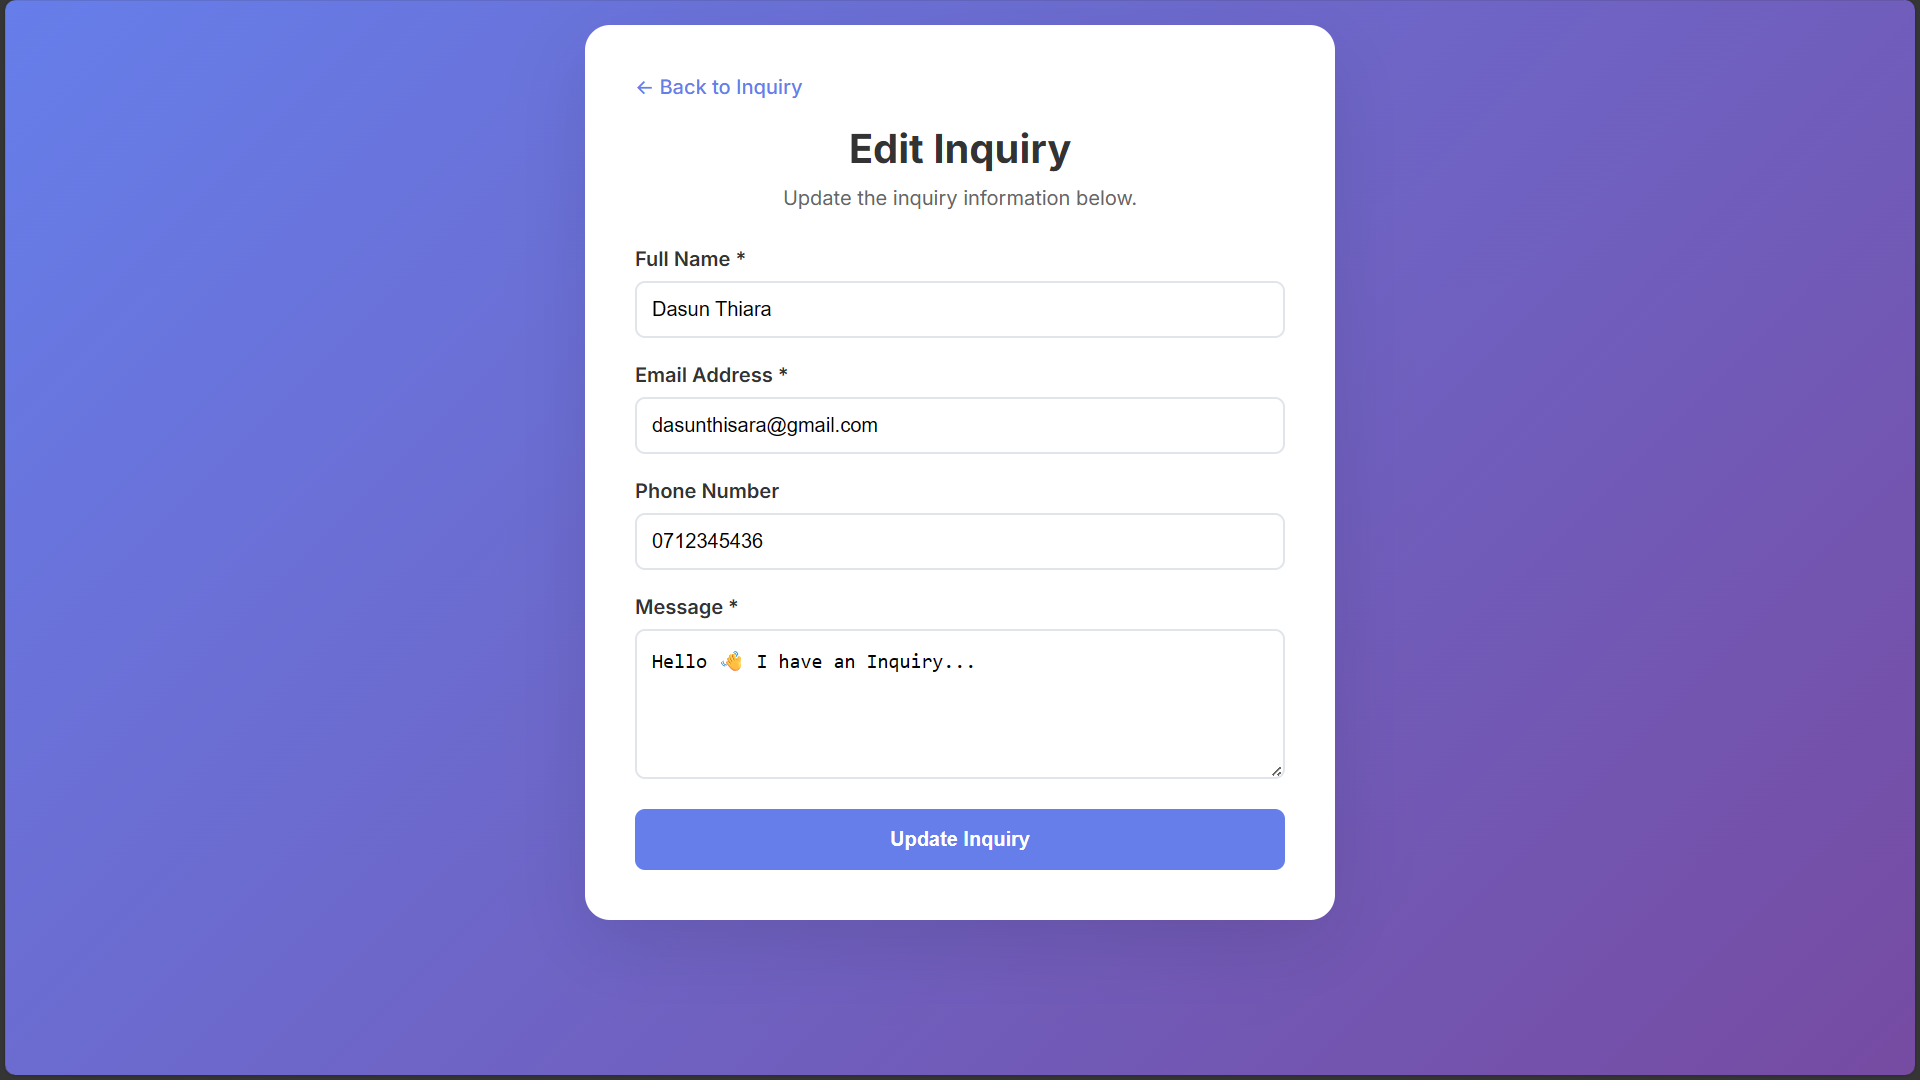 ← Back to Inquiry
Edit Inquiry
Update the inquiry information below.
Full Name *
Dasun Thiara
Email Address *
dasunthisara@gmail.com
Phone Number
0712345436
Message *
Hello 👋 I have an Inquiry...
Update Inquiry